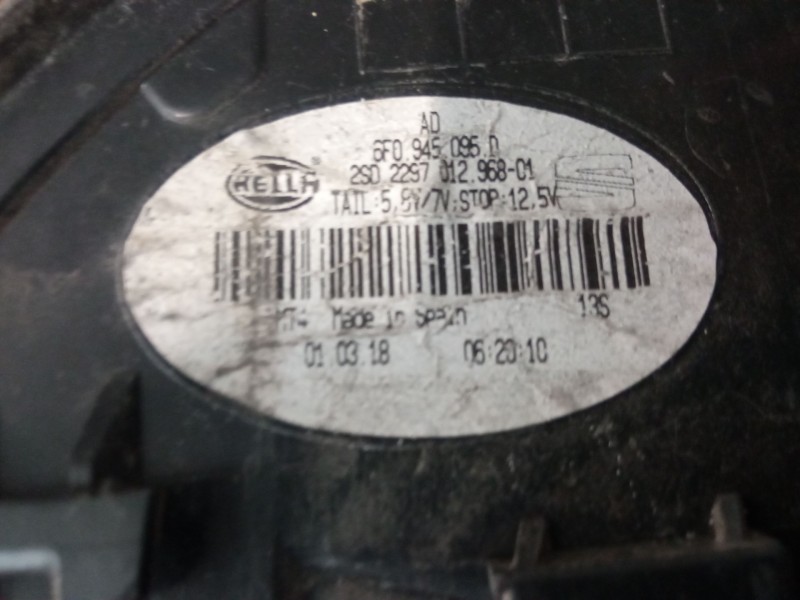 AD
6F0.945.095.D
HELLA
2SD 2297 012.968-01
TAIL:5,8V/7V;STOP:12,5V
Made in Spain
13S
01.03.18 06:20:10